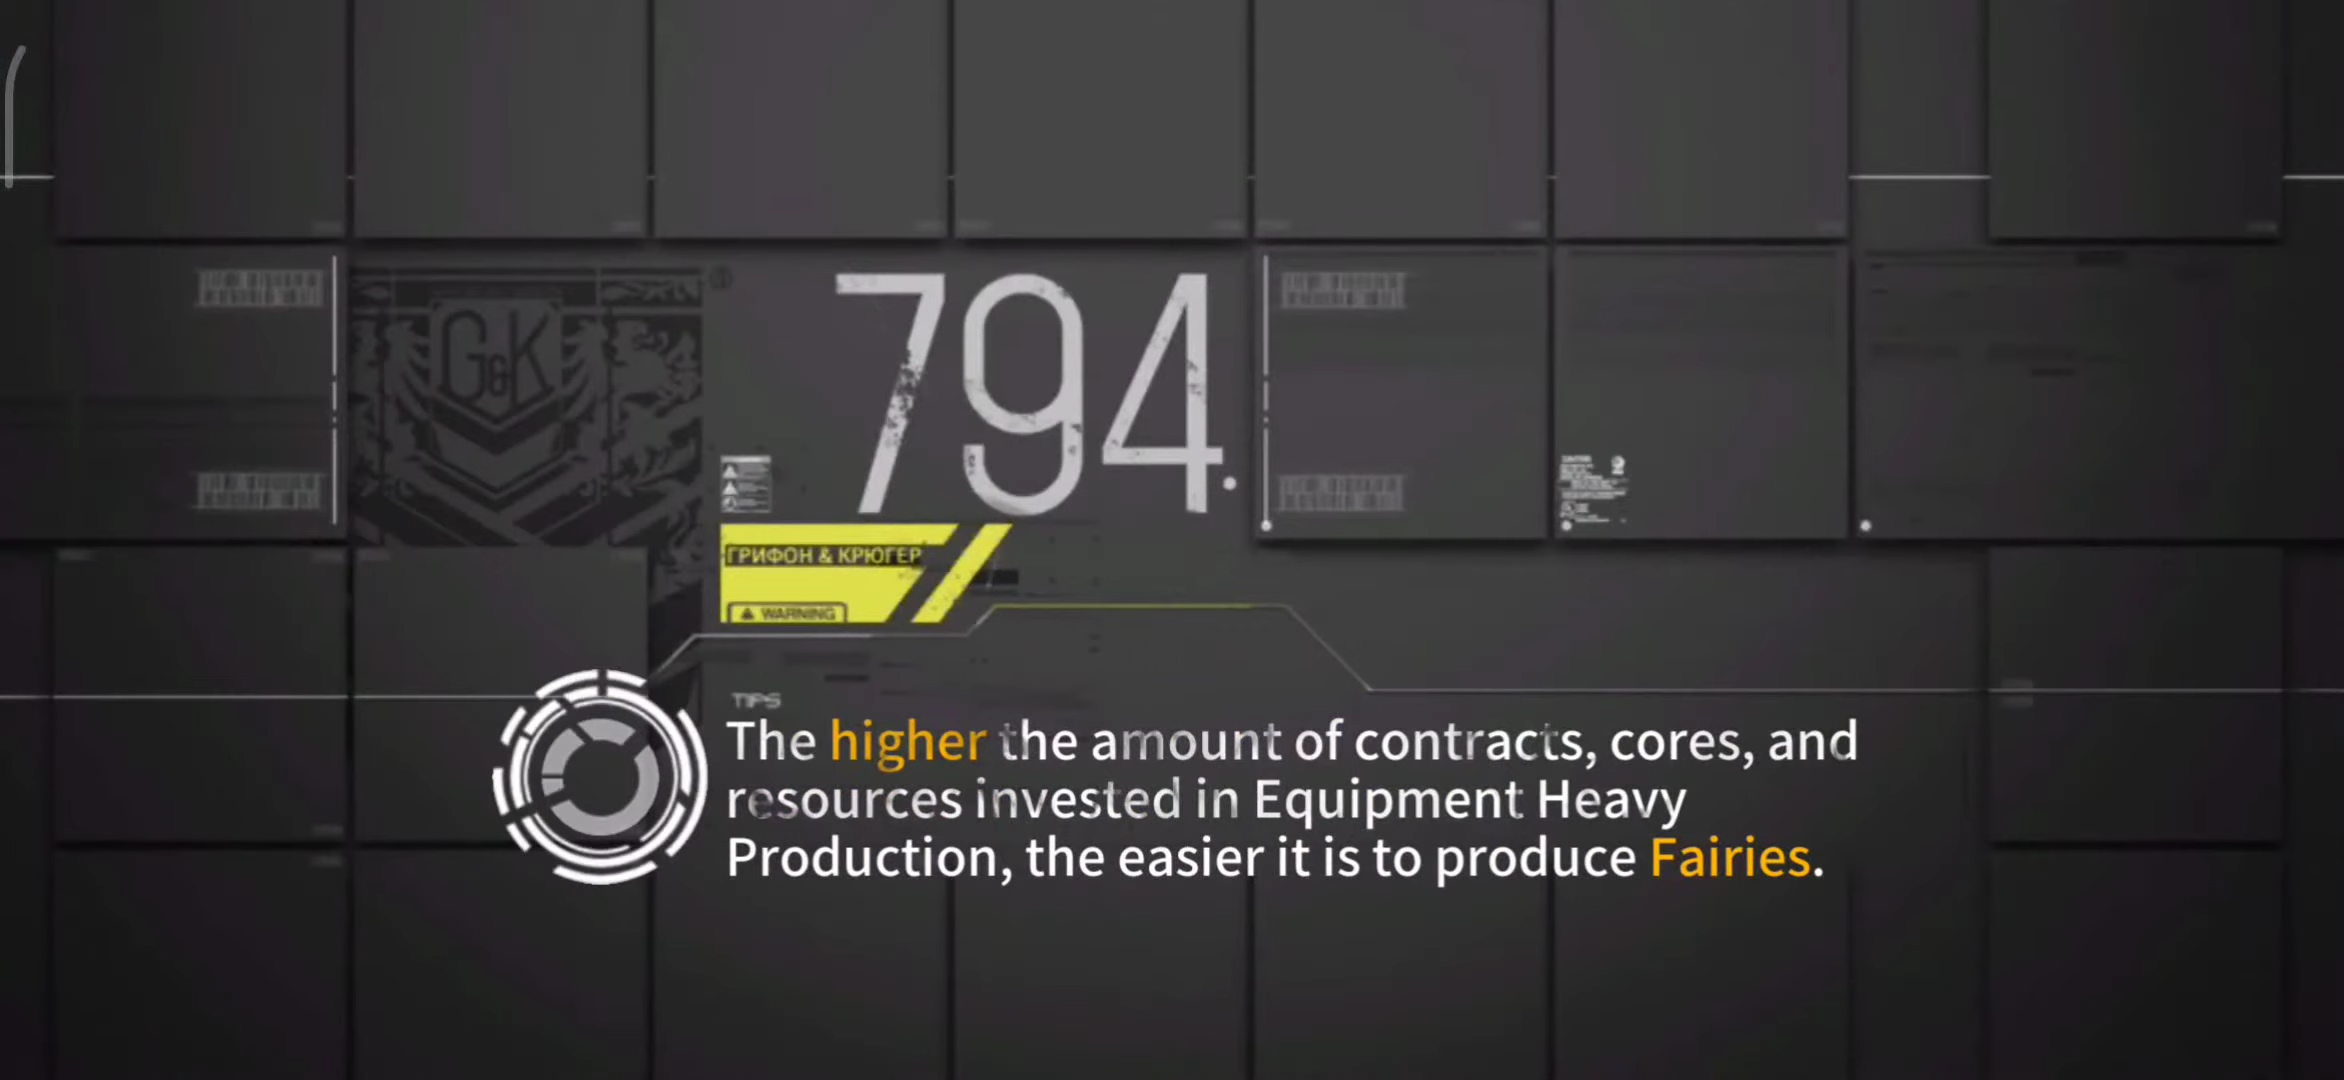 G&K
794.
ГРИФОН & КРЮГЕР
WARNING
TIPS
The higher the amount of contracts, cores, and
resources invested in Equipment Heavy
Production, the easier it is to produce Fairies.